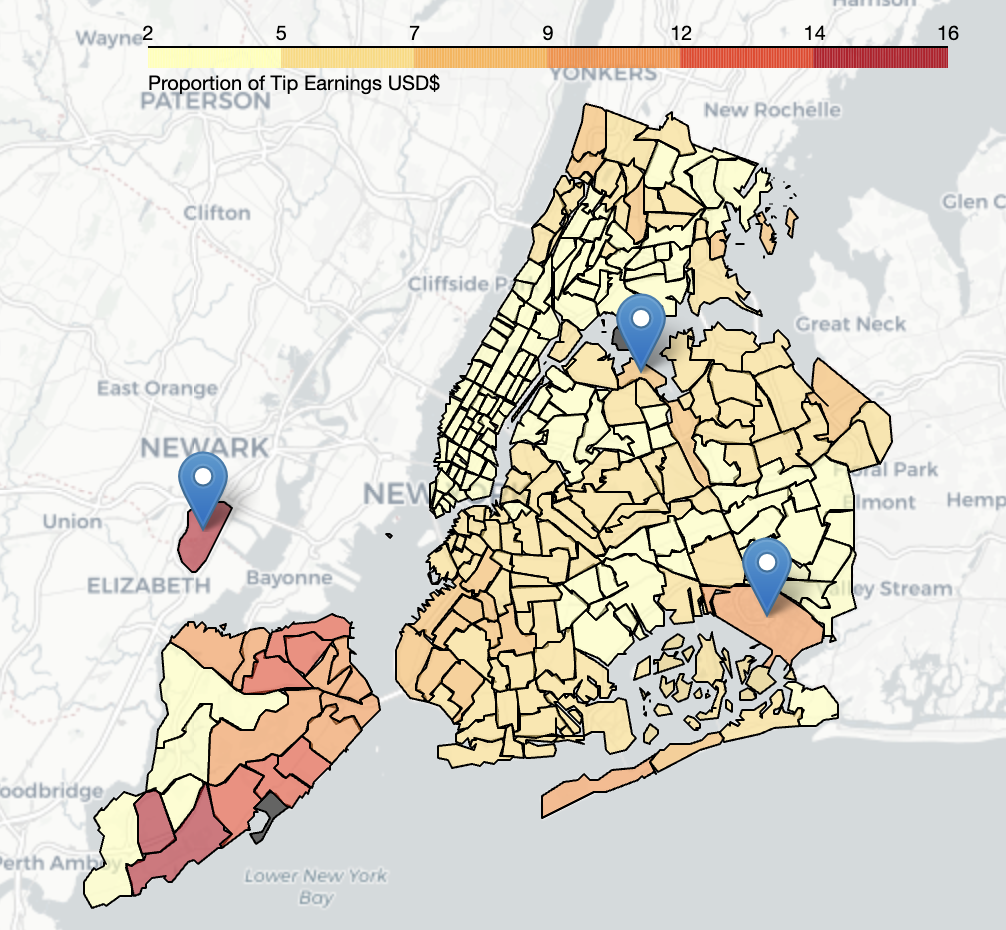 Harrison
Wayne
2 5 7 9 12 14 16
YONKERS
Proportion of Tip Earnings USD$
PATERSON
New Rochelle
Glen C
Clifton
Cliffside P
Great Neck
East Orange
NEWARK
oral Park
NEW
Elmont
Hemp
Union
ELIZABETH
Bayonne
alley Stream
oodbridge
Perth Amboy
Lower New York
Bay